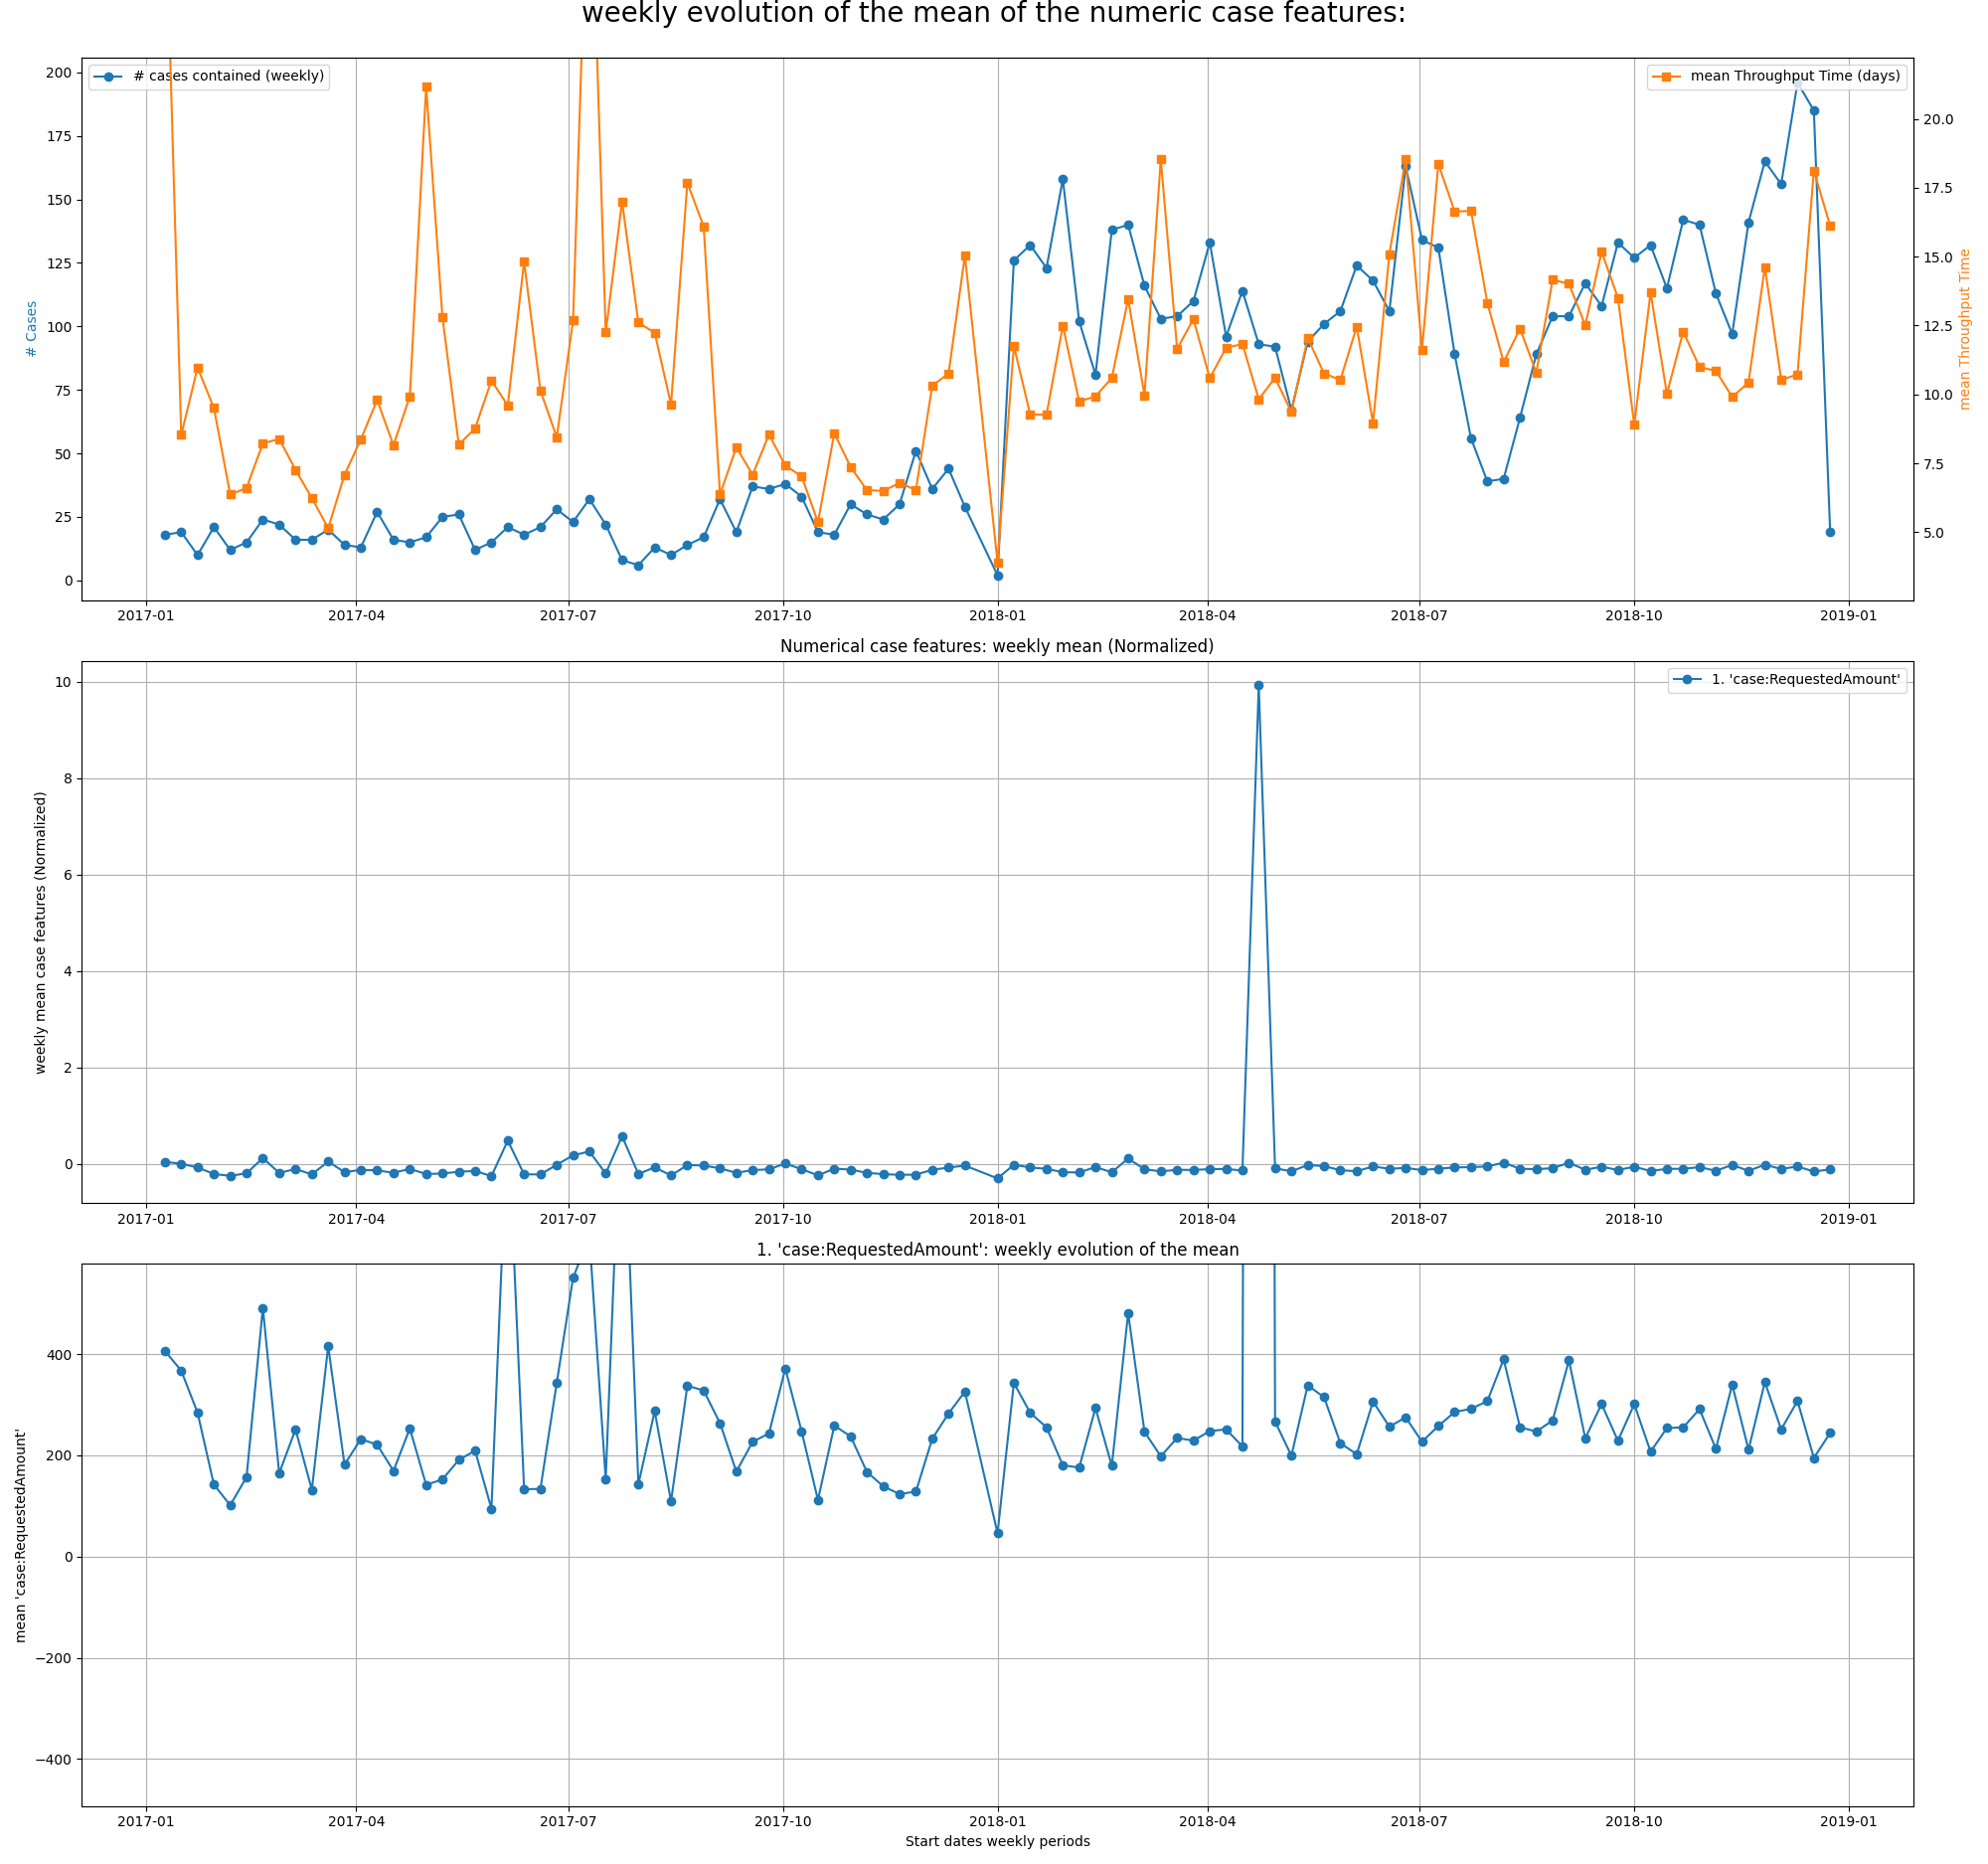 weekly evolution of the mean of the numeric case features:
# cases contained (weekly)
mean Throughput Time (days)
# Cases
200
175
150
125
100
75
50
25
0
mean Throughput Time
20.0
17.5
15.0
12.5
10.0
7.5
5.0
2017-01 2017-04 2017-07 2017-10 2018-01 2018-04 2018-07 2018-10 2019-01
Numerical case features: weekly mean (Normalized)
1. 'case:RequestedAmount'
weekly mean case features (Normalized)
10
8
6
4
2
0
2017-01 2017-04 2017-07 2017-10 2018-01 2018-04 2018-07 2018-10 2019-01
1. 'case:RequestedAmount': weekly evolution of the mean
mean 'case:RequestedAmount'
400
200
0
−200
−400
2017-01 2017-04 2017-07 2017-10 2018-01 2018-04 2018-07 2018-10 2019-01
Start dates weekly periods